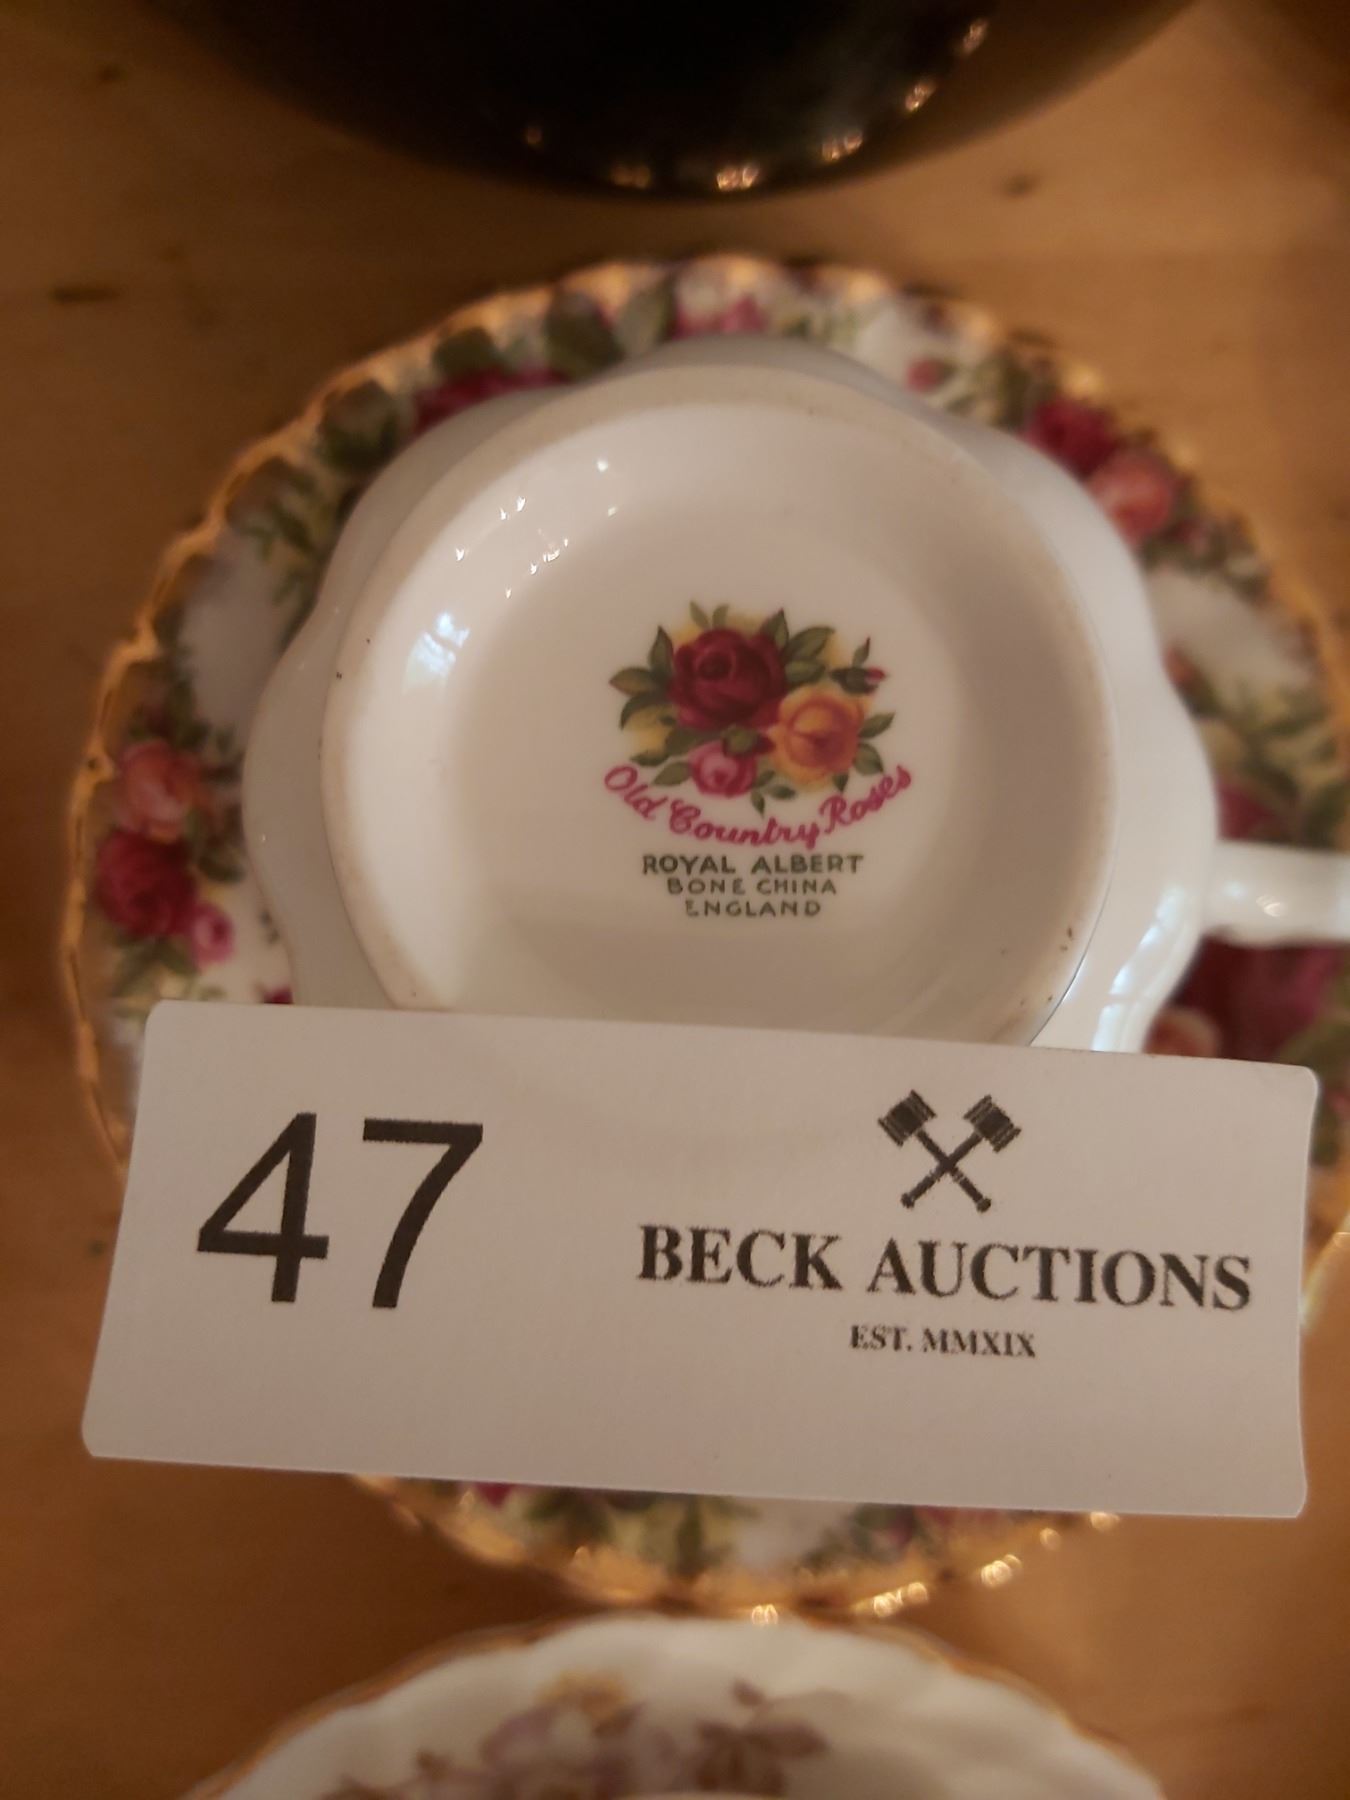 Old Country Roses
ROYAL ALBERT
BONE CHINA
ENGLAND
47
BECK AUCTIONS
EST. MMXIX